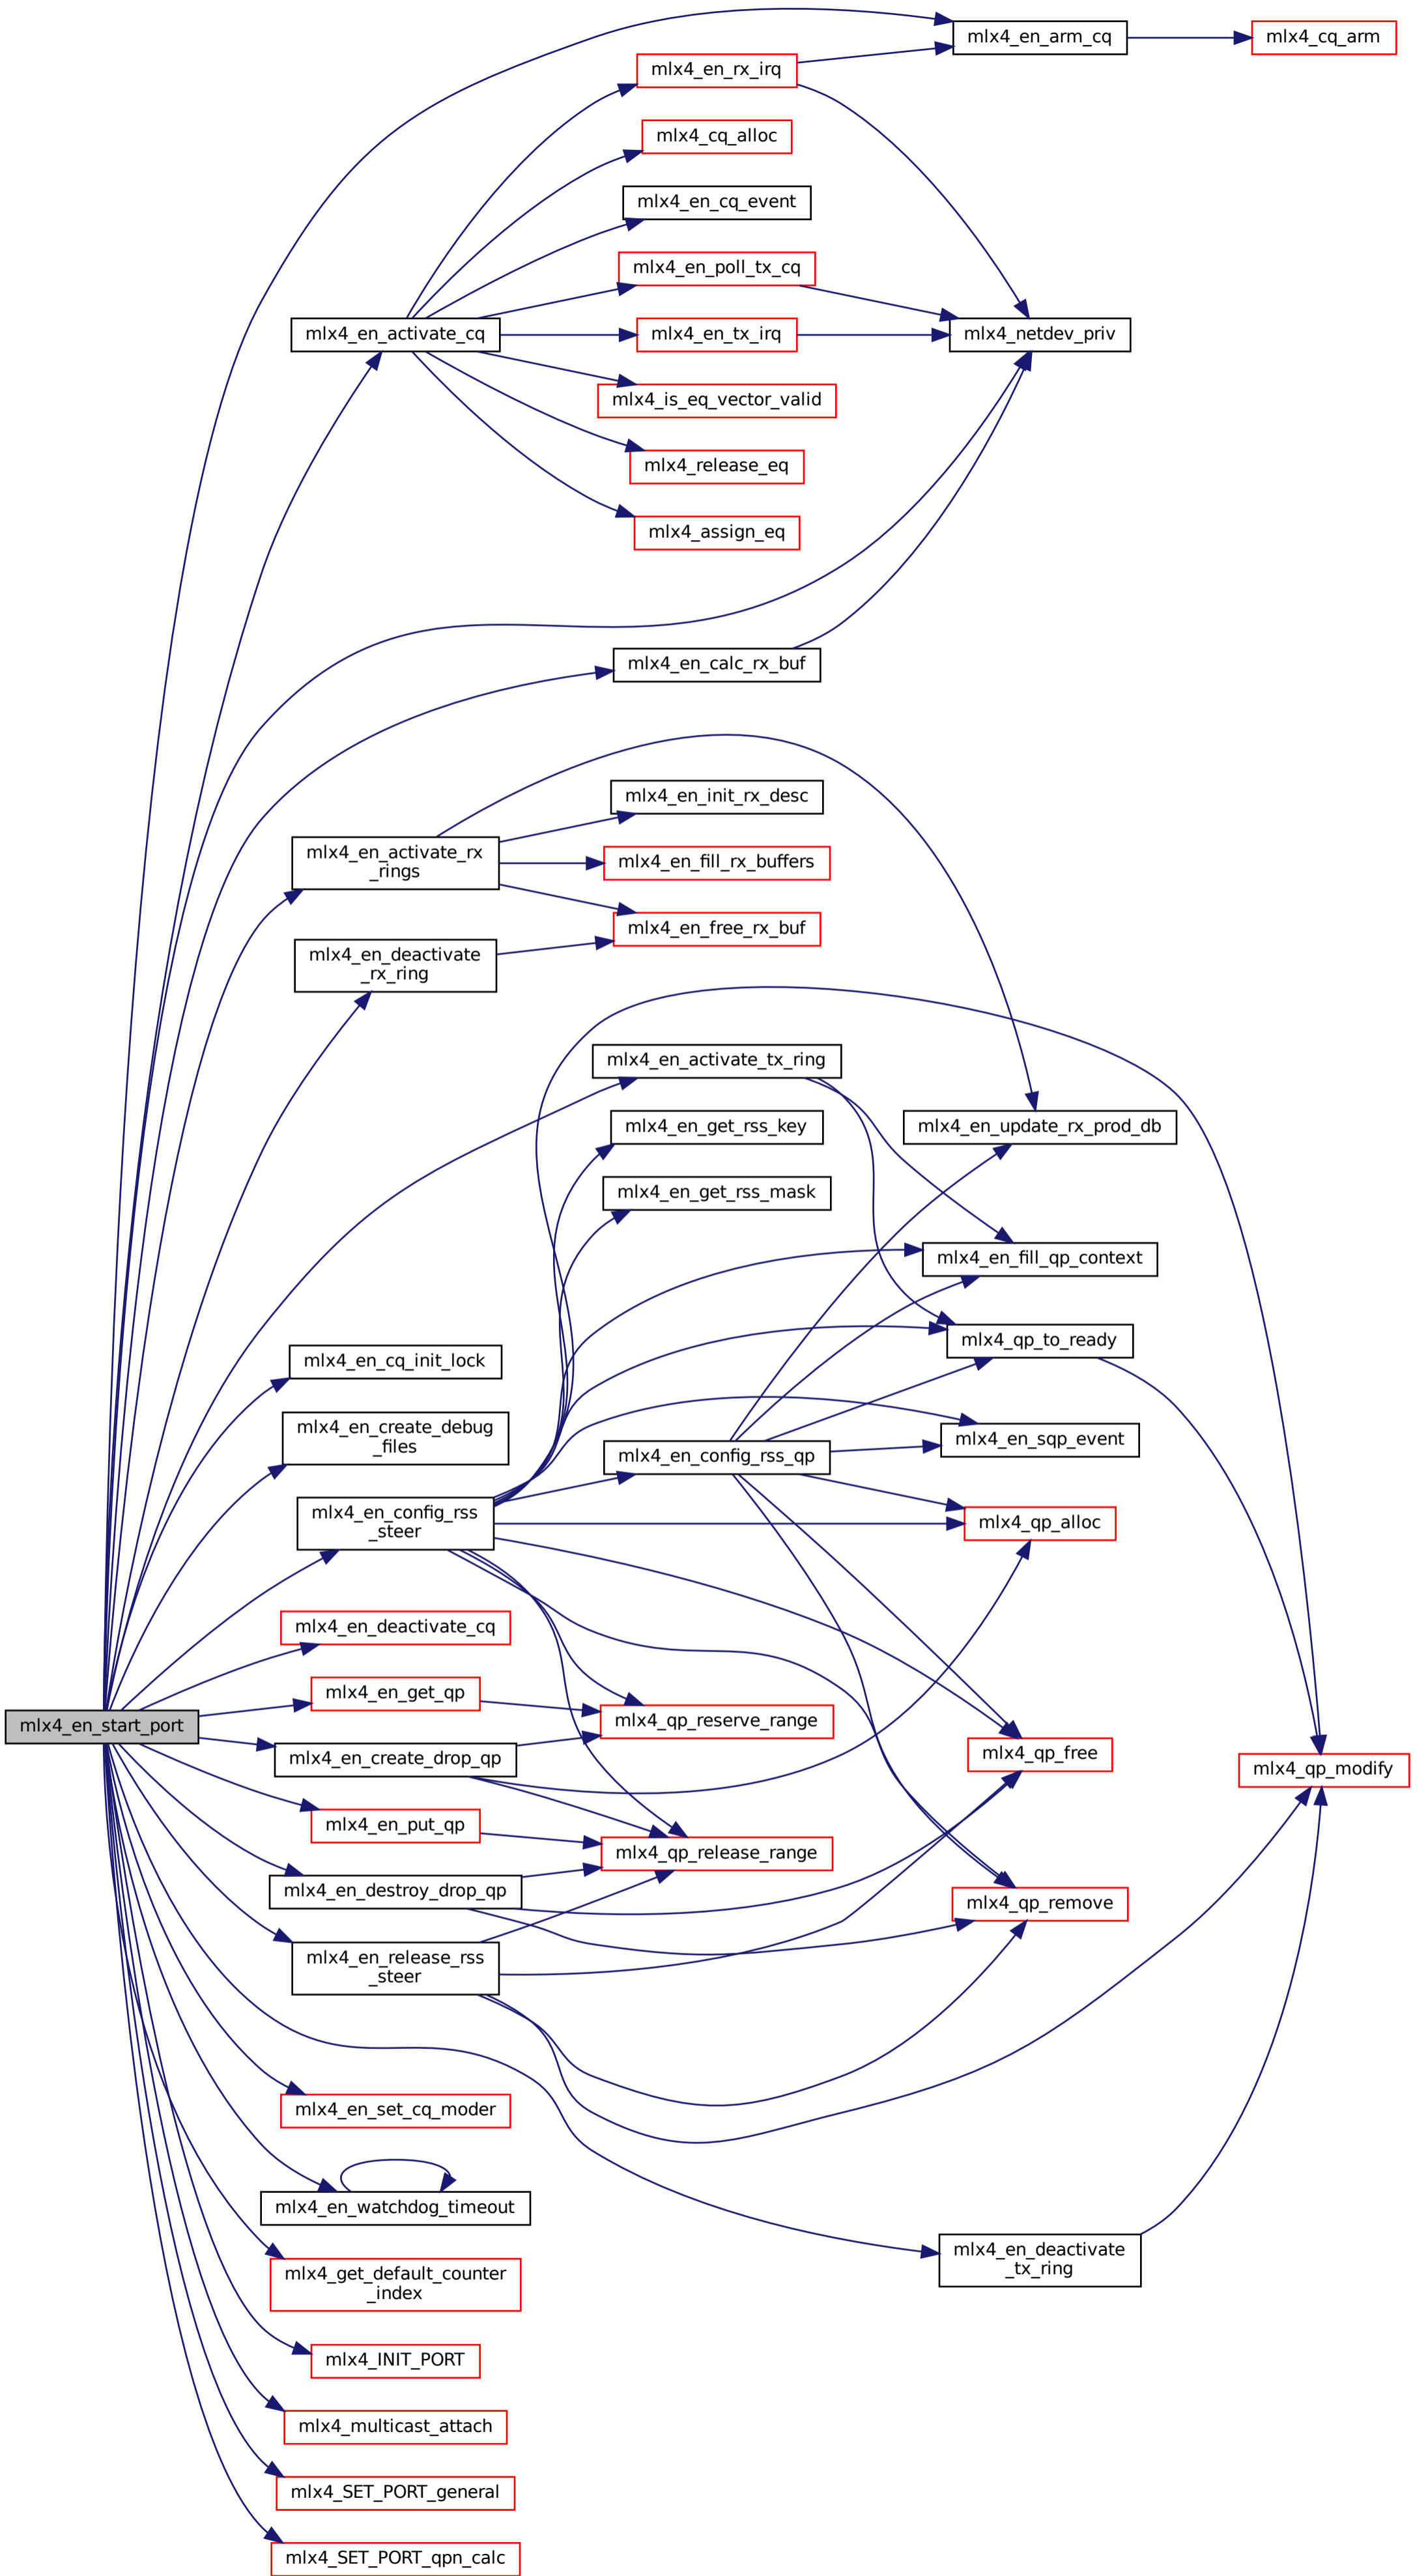 mlx4_en_arm_cq
mlx4_cq_arm
mlx4_en_rx_irq
mlx4_cq_alloc
mlx4_en_cq_event
mlx4_en_poll_tx_cq
mlx4_en_activate_cq
mlx4_en_tx_irq
mlx4_netdev_priv
mlx4_is_eq_vector_valid
mlx4_release_eq
mlx4_assign_eq
mlx4_en_calc_rx_buf
mlx4_en_init_rx_desc
mlx4_en_activate_rx
_rings
mlx4_en_fill_rx_buffers
mlx4_en_free_rx_buf
mlx4_en_deactivate
_rx_ring
mlx4_en_activate_tx_ring
mlx4_en_get_rss_key
mlx4_en_update_rx_prod_db
mlx4_en_get_rss_mask
mlx4_en_fill_qp_context
mlx4_qp_to_ready
mlx4_en_cq_init_lock
mlx4_en_create_debug
_files
mlx4_en_sqp_event
mlx4_en_config_rss_qp
mlx4_en_config_rss
_steer
mlx4_qp_alloc
mlx4_en_deactivate_cq
mlx4_en_get_qp
mlx4_en_start_port
mlx4_qp_reserve_range
mlx4_en_create_drop_qp
mlx4_qp_free
mlx4_qp_modify
mlx4_en_put_qp
mlx4_qp_release_range
mlx4_en_destroy_drop_qp
mlx4_qp_remove
mlx4_en_release_rss
_steer
mlx4_en_set_cq_moder
mlx4_en_watchdog_timeout
mlx4_en_deactivate
_tx_ring
mlx4_get_default_counter
_index
mlx4_INIT_PORT
mlx4_multicast_attach
mlx4_SET_PORT_general
mlx4_SET_PORT_qpn_calc